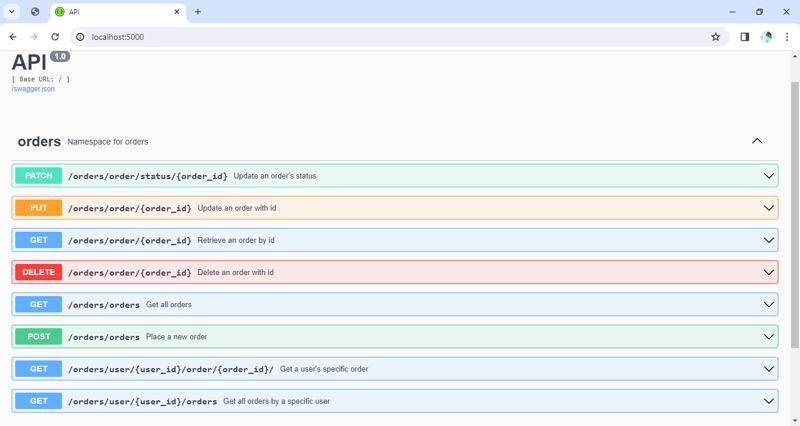 API
localhost:5000
API 1.0
[ Base URL: / ]
/swagger.json
orders Namespace for orders
PATCH /orders/order/status/{order_id} Update an order's status
PUT /orders/order/{order_id} Update an order with id
GET /orders/order/{order_id} Retrieve an order by id
DELETE /orders/order/{order_id} Delete an order with id
GET /orders/orders Get all orders
POST /orders/orders Place a new order
GET /orders/user/{user_id}/order/{order_id}/ Get a user's specific order
GET /orders/user/{user_id}/orders Get all orders by a specific user